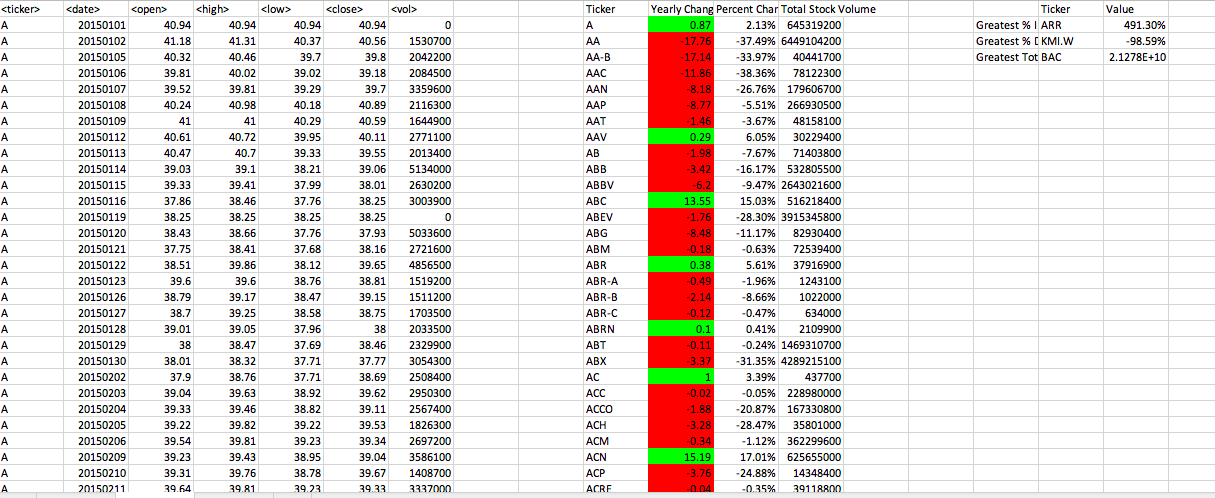 <ticker> <date> <open> <high> <low> <close> <vol> Ticker Yearly Chang Percent Char Total Stock Volume Ticker Value
A 20150101 40.94 40.94 40.94 40.94 0 A 0.87 2.13% 645319200 Greatest % I ARR 491.30%
A 20150102 41.18 41.31 40.37 40.56 1530700 AA -17.76 -37.49% 6449104200 Greatest % D KMI.W -98.59%
A 20150105 40.32 40.46 39.7 39.8 2042200 AA-B -17.14 -33.97% 40441700 Greatest Tot BAC 2.1278E+10
A 20150106 39.81 40.02 39.02 39.18 2084500 AAC -11.86 -38.36% 78122300
A 20150107 39.52 39.81 39.29 39.7 3359600 AAN -8.18 -26.76% 179606700
A 20150108 40.24 40.98 40.18 40.89 2116300 AAP -8.77 -5.51% 266930500
A 20150109 41 41 40.29 40.59 1644900 AAT -1.46 -3.67% 48158100
A 20150112 40.61 40.72 39.95 40.11 2771100 AAV 0.29 6.05% 30229400
A 20150113 40.47 40.7 39.33 39.55 2013400 AB -1.98 -7.67% 71403800
A 20150114 39.03 39.1 38.21 39.06 5134000 ABB -3.42 -16.17% 532805500
A 20150115 39.33 39.41 37.99 38.01 2630200 ABBV -6.2 -9.47% 2643021600
A 20150116 37.86 38.46 37.76 38.25 3003900 ABC 13.55 15.03% 516218400
A 20150119 38.25 38.25 38.25 38.25 0 ABEV -1.76 -28.30% 3915345800
A 20150120 38.43 38.66 37.76 37.93 5033600 ABG -8.48 -11.17% 82930400
A 20150121 37.75 38.41 37.68 38.16 2721600 ABM -0.18 -0.63% 72539400
A 20150122 38.51 39.86 38.12 39.65 4856500 ABR 0.38 5.61% 37916900
A 20150123 39.6 39.6 38.76 38.81 1519200 ABR-A -0.49 -1.96% 1243100
A 20150126 38.79 39.17 38.47 39.15 1511200 ABR-B -2.14 -8.66% 1022000
A 20150127 38.7 39.25 38.58 38.75 1703500 ABR-C -0.12 -0.47% 634000
A 20150128 39.01 39.05 37.96 38 2033500 ABRN 0.1 0.41% 2109900
A 20150129 38 38.47 37.69 38.46 2329900 ABT -0.11 -0.24% 1469310700
A 20150130 38.01 38.32 37.71 37.77 3054300 ABX -3.37 -31.35% 4289215100
A 20150202 37.9 38.76 37.71 38.69 2508400 AC 1 3.39% 437700
A 20150203 39.04 39.63 38.92 39.62 2950300 ACC -0.02 -0.05% 228980000
A 20150204 39.33 39.46 38.82 39.11 2567400 ACCO -1.88 -20.87% 167330800
A 20150205 39.22 39.82 39.22 39.53 1826300 ACH -3.28 -28.47% 35801000
A 20150206 39.54 39.81 39.23 39.34 2697200 ACM -0.34 -1.12% 362299600
A 20150209 39.23 39.43 38.95 39.04 3586100 ACN 15.19 17.01% 625655000
A 20150210 39.31 39.76 38.78 39.67 1408700 ACP -3.76 -24.88% 14348400
A 20150211 39.64 39.81 39.23 39.33 3337000 ACRE -0.04 -0.35% 39118800